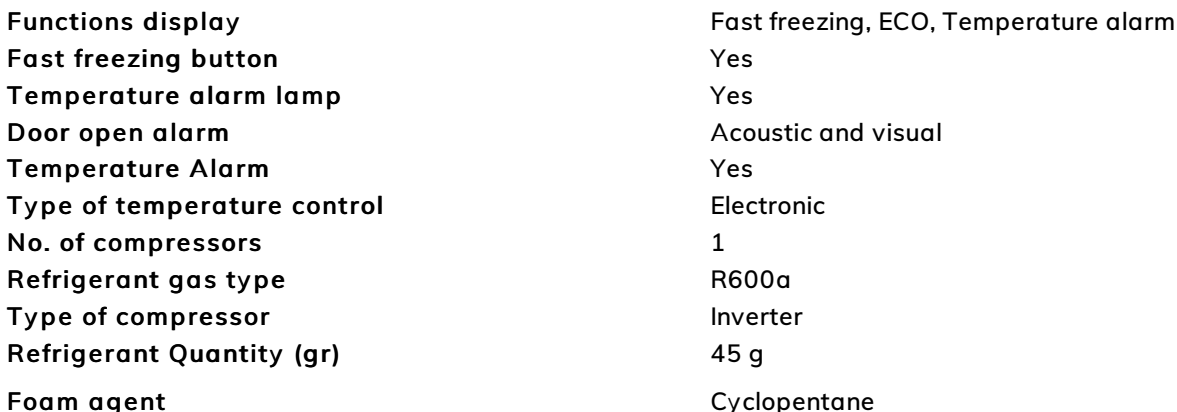 Functions display Fast freezing, ECO, Temperature alarm
Fast freezing button Yes
Temperature alarm lamp Yes
Door open alarm Acoustic and visual
Temperature Alarm Yes
Type of temperature control Electronic
No. of compressors 1
Refrigerant gas type R600a
Type of compressor Inverter
Refrigerant Quantity (gr) 45 g
Foam agent Cyclopentane